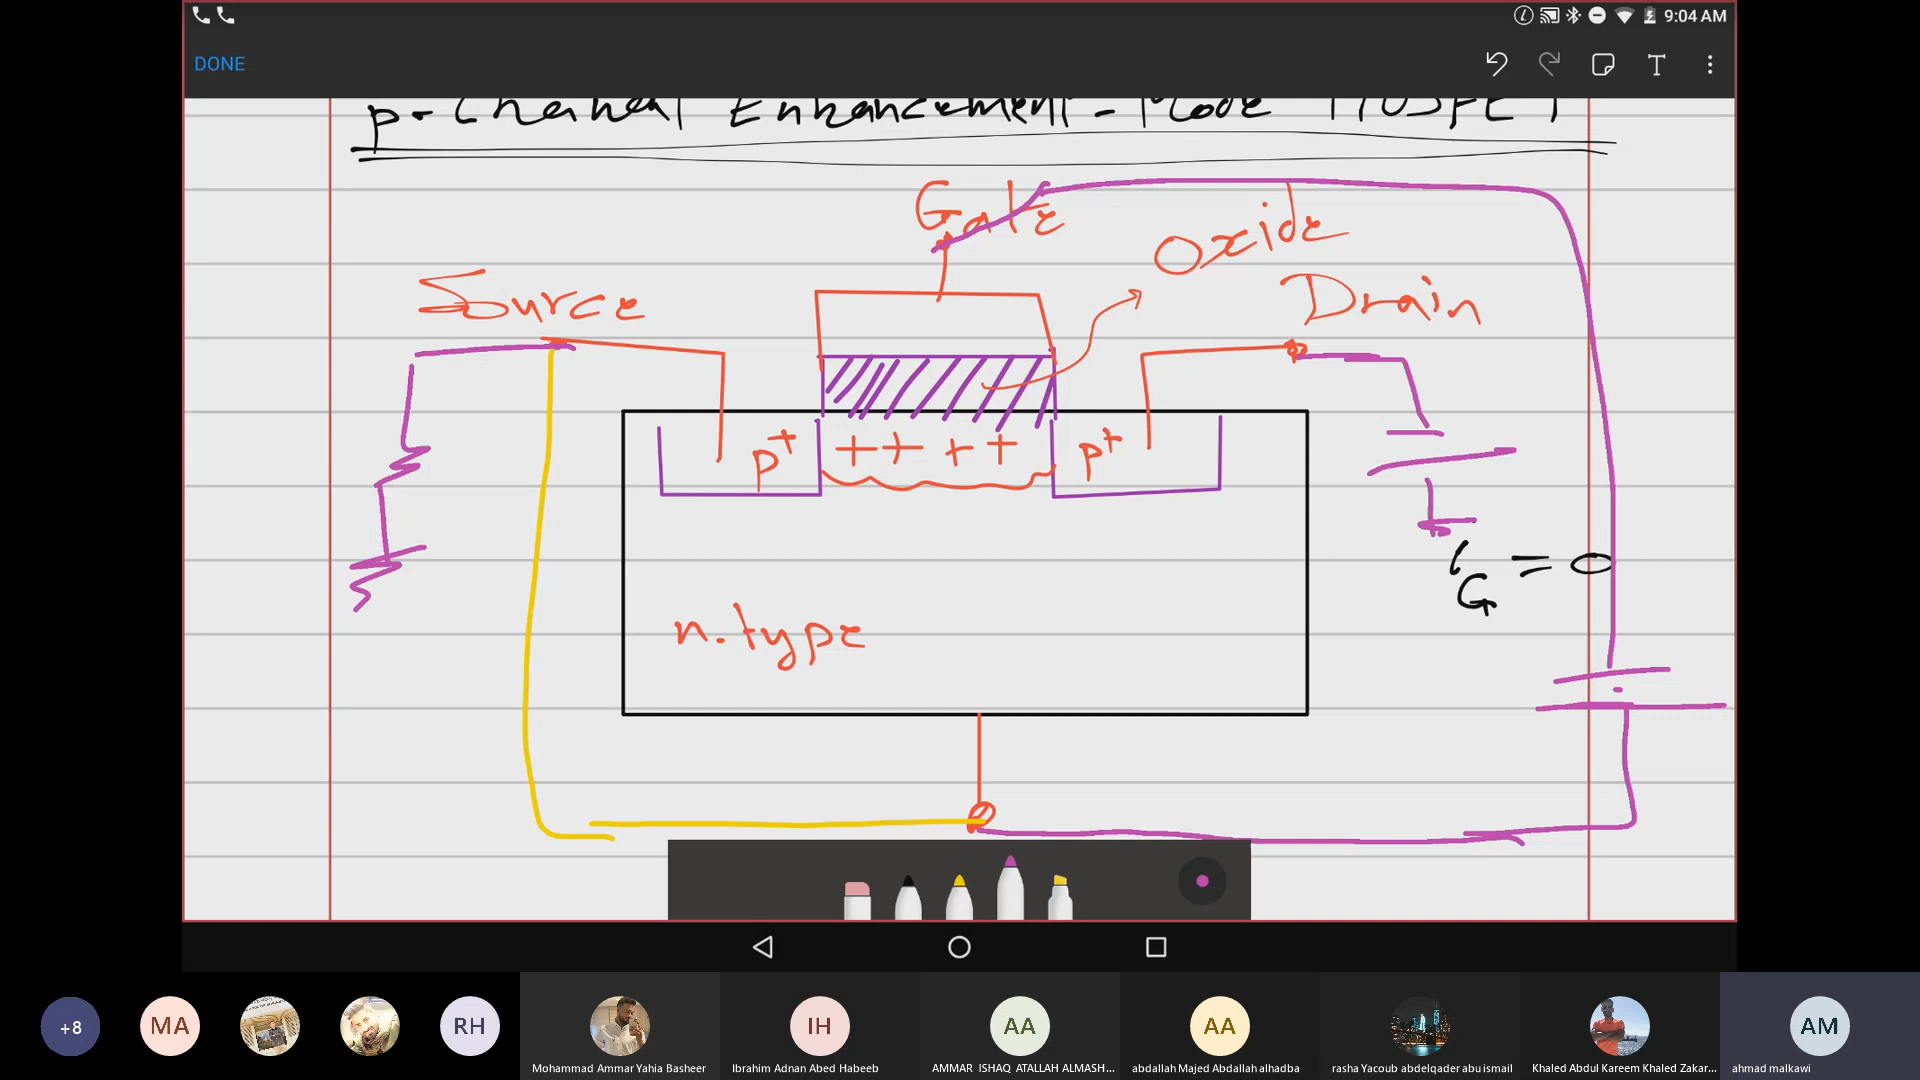 9:04 AM
DONE
T
p-Channel Enhancement-Mode MOSFET
Gate
Oxide
Source
Drain
p+ ++++ p+
iG = 0
n-type
+8
MA
RH
IH
AA
AA
AM
Mohammad Ammar Yahia Basheer
Ibrahim Adnan Abed Habeeb
AMMAR ISHAQ ATALLAH ALMASH...
abdallah Majed Abdallah alhadba
rasha Yacoub abdelqader abu ismail
Khaled Abdul Kareem Khaled Zakar...
ahmad malkawi